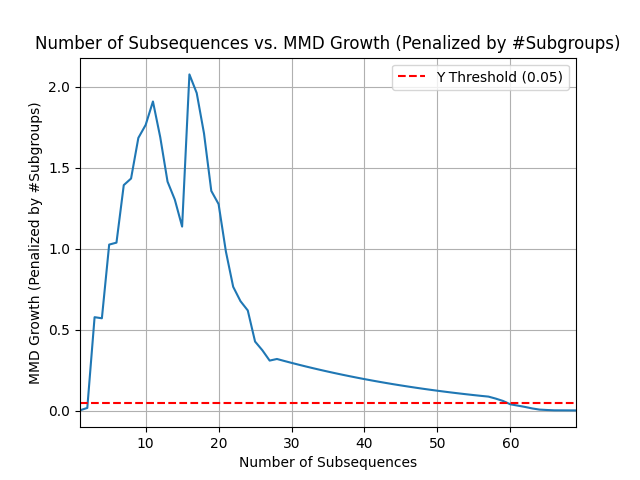 Number of Subsequences vs. MMD Growth (Penalized by #Subgroups)
Y Threshold (0.05)
MMD Growth (Penalized by #Subgroups)
2.0
1.5
1.0
0.5
0.0
10 20 30 40 50 60
Number of Subsequences